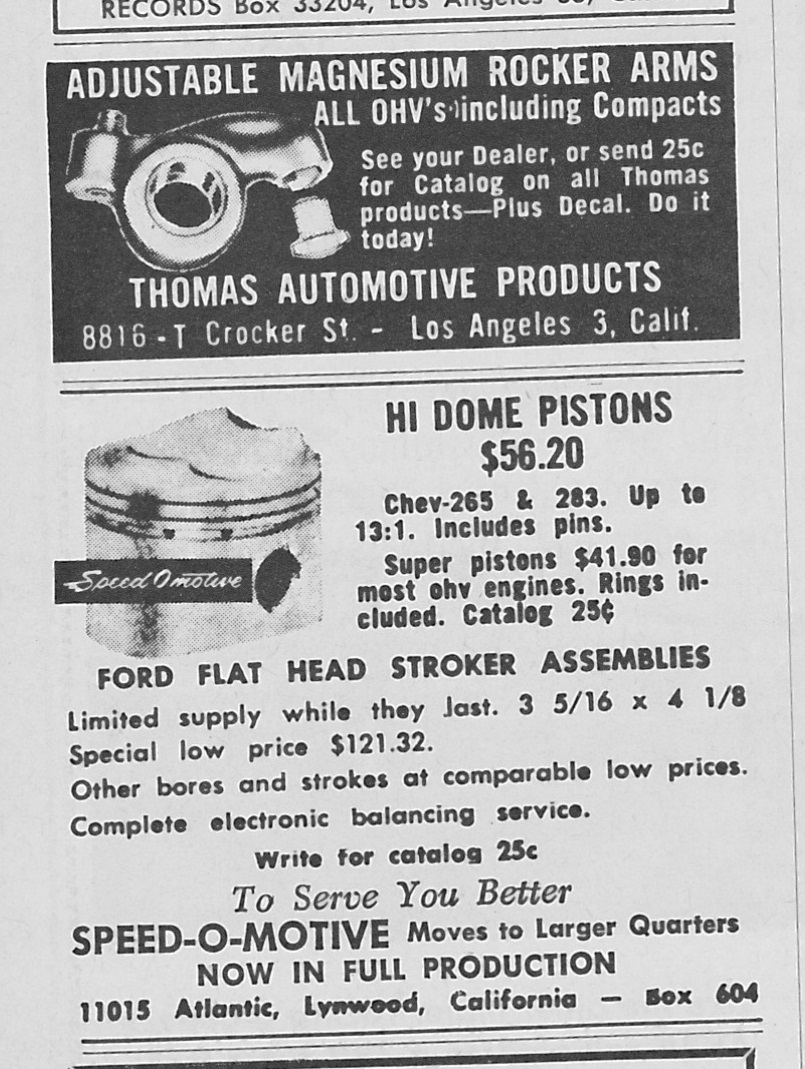 RECORDS Box 33204, Los Angeles
ADJUSTABLE MAGNESIUM ROCKER ARMS
ALL OHV's including Compacts
See your Dealer, or send 25c
for Catalog on all Thomas
products—Plus Decal. Do it
today!
THOMAS AUTOMOTIVE PRODUCTS
8816-T Crocker St. - Los Angeles 3, Calif.
HI DOME PISTONS
$56.20
Chev-265 & 283. Up to
13:1. Includes pins.
Super pistons $41.90 for
most ohv engines. Rings in-
cluded. Catalog 25¢
Speed O motive
FORD FLAT HEAD STROKER ASSEMBLIES
Limited supply while they last. 3 5/16 x 4 1/8
Special low price $121.32.
Other bores and strokes at comparable low prices.
Complete electronic balancing service.
Write for catalog 25c
To Serve You Better
SPEED-O-MOTIVE Moves to Larger Quarters
NOW IN FULL PRODUCTION
11015 Atlantic, Lynwood, California — Box 604